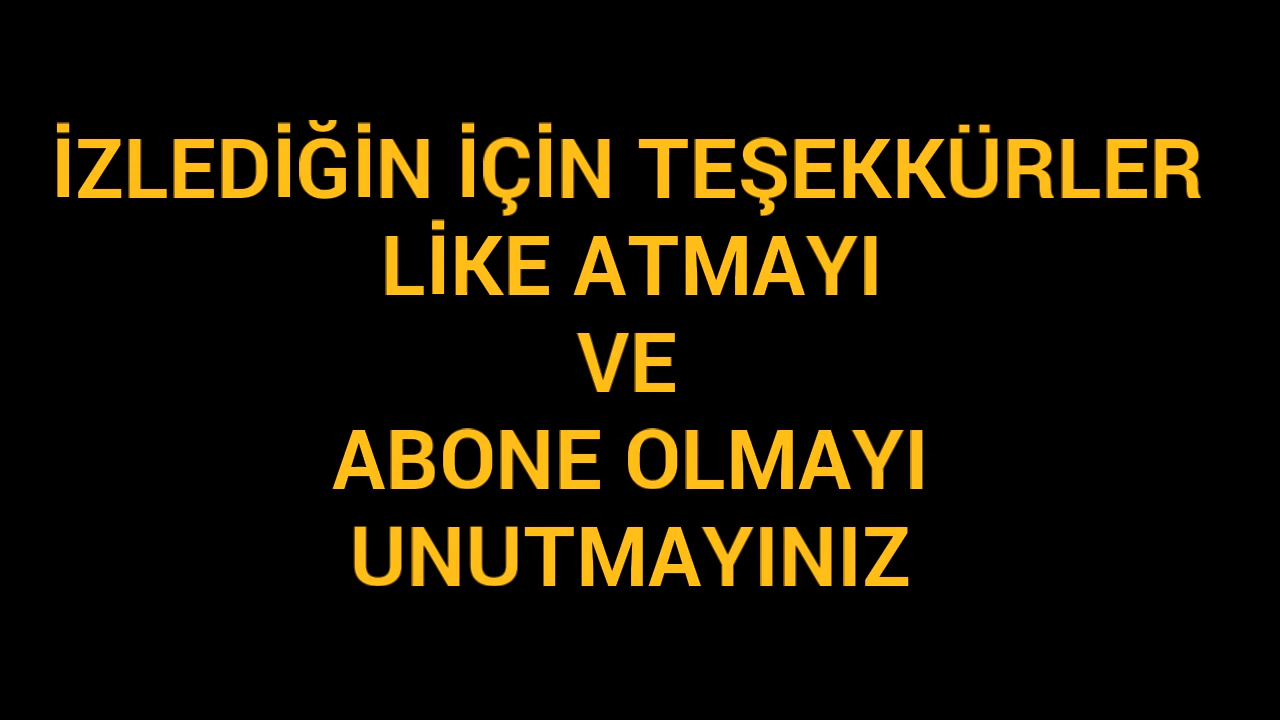 İZLEDİĞİN İÇİN TEŞEKKÜRLER
LİKE ATMAYI
VE
ABONE OLMAYI
UNUTMAYINIZ